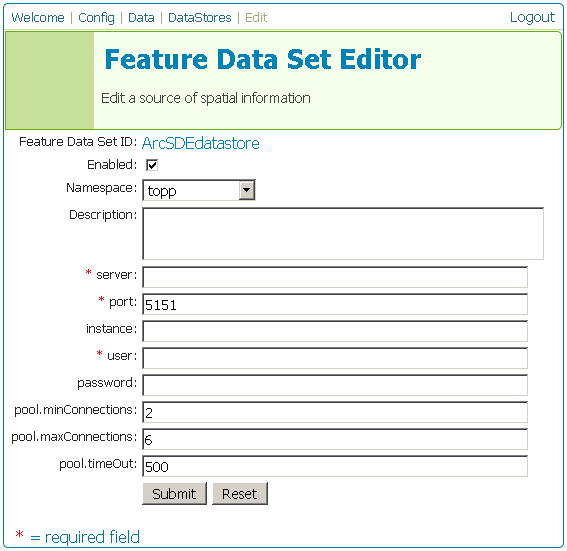 Welcome | Config | Data | DataStores | Edit Logout
Feature Data Set Editor
Edit a source of spatial information
Feature Data Set ID: ArcSDEdatastore
Enabled:
Namespace: topp
Description:
* server:
* port: 5151
instance:
* user:
password:
pool.minConnections: 2
pool.maxConnections: 6
pool.timeOut: 500
Submit Reset
* = required field